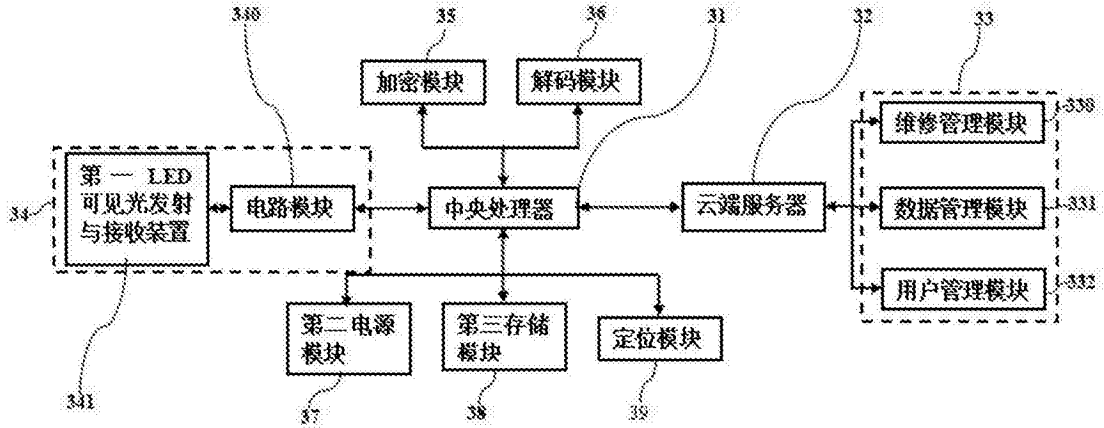 340
35
36
31
32
33
加密模块
解码模块
维修管理模块
330
第一LED
可见光发射
与接收装置
34
电路模块
中央处理器
云端服务器
数据管理模块
331
用户管理模块
332
第二电源
模块
第三存储
模块
定位模块
341
37
38
39